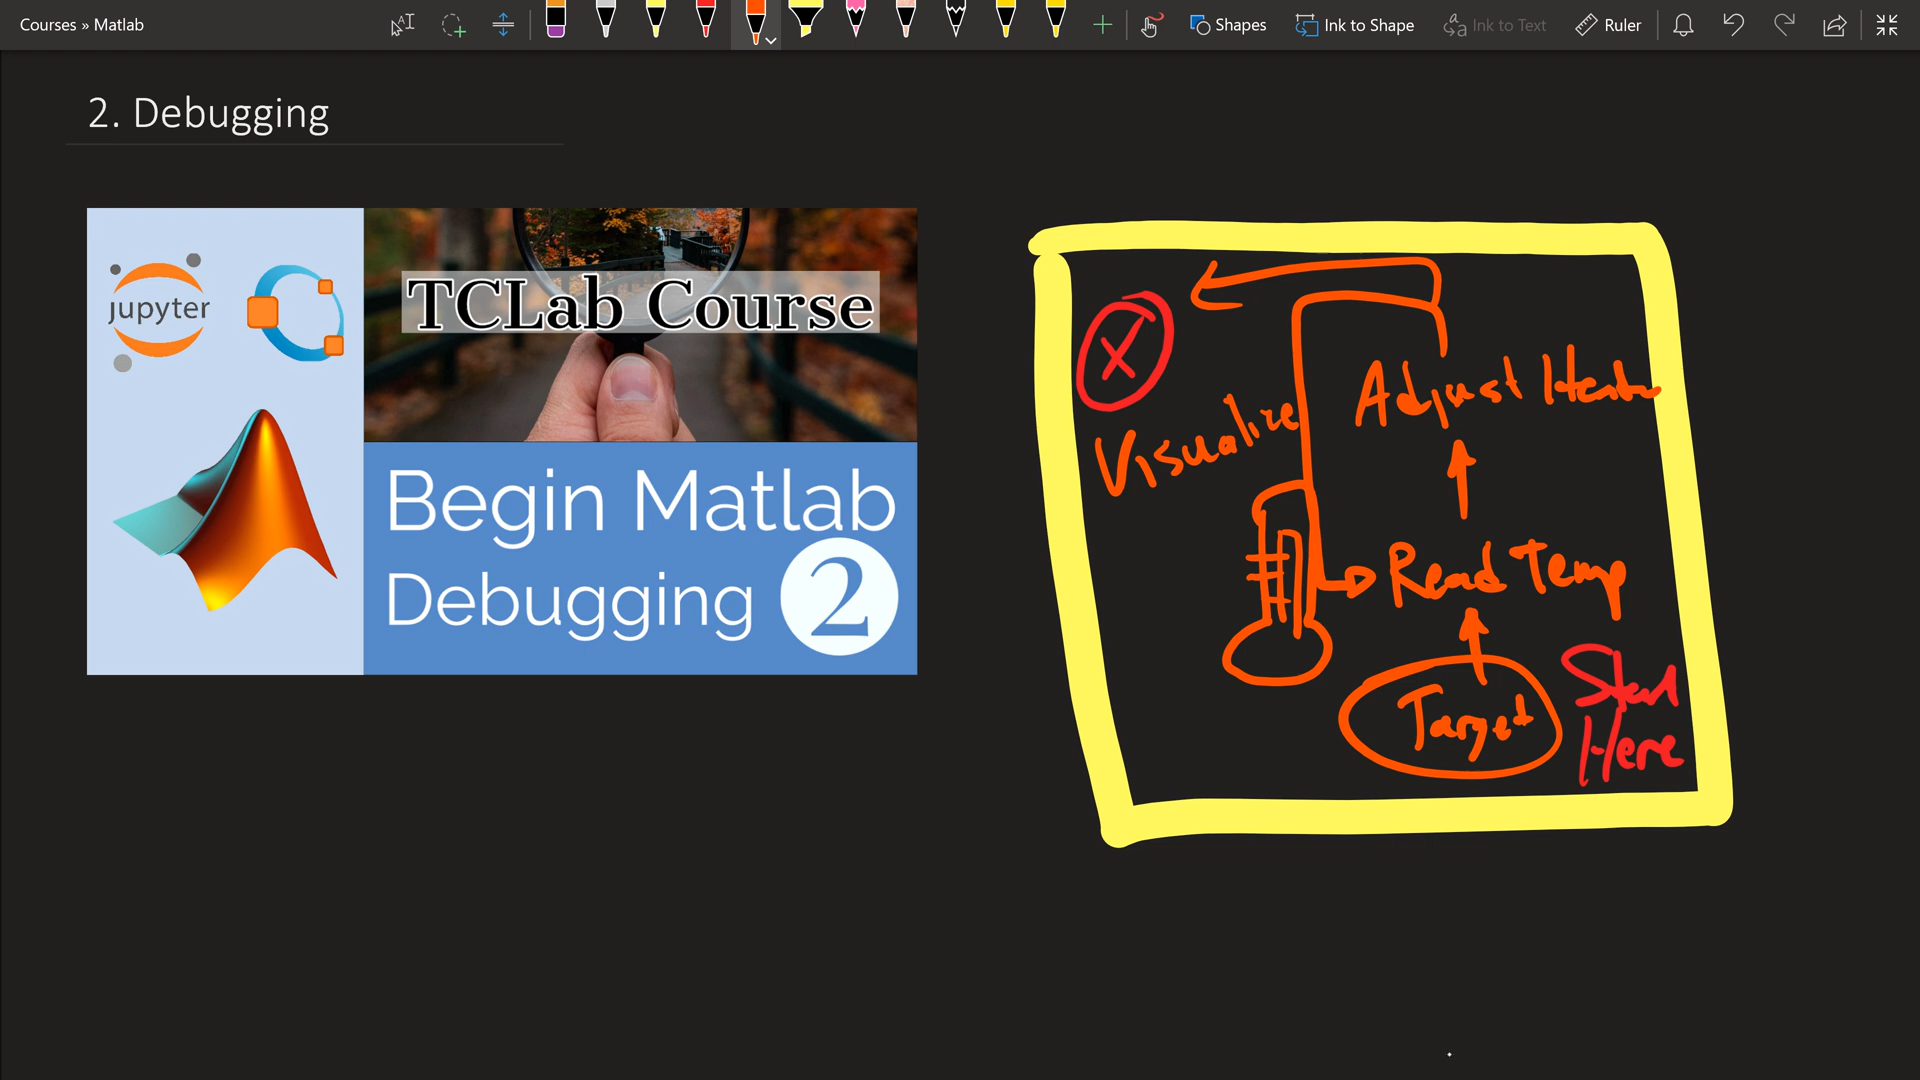 Courses » Matlab
Shapes
Ink to Shape
Ink to Text
Ruler
2. Debugging
jupyter
TCLab Course
Begin Matlab
Debugging 2
X
Visualize
Adjust Heater
Read Temp
Target
Start
Here